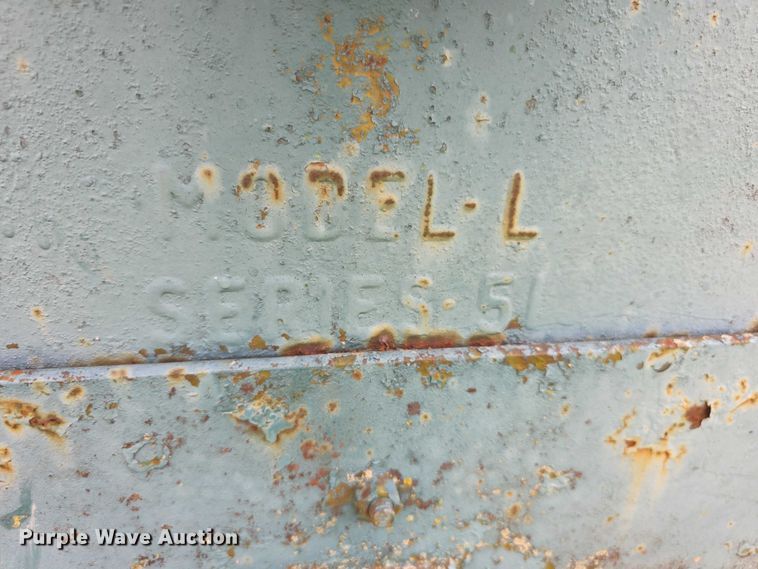 MODEL·L
SERIES·51
Purple Wave Auction